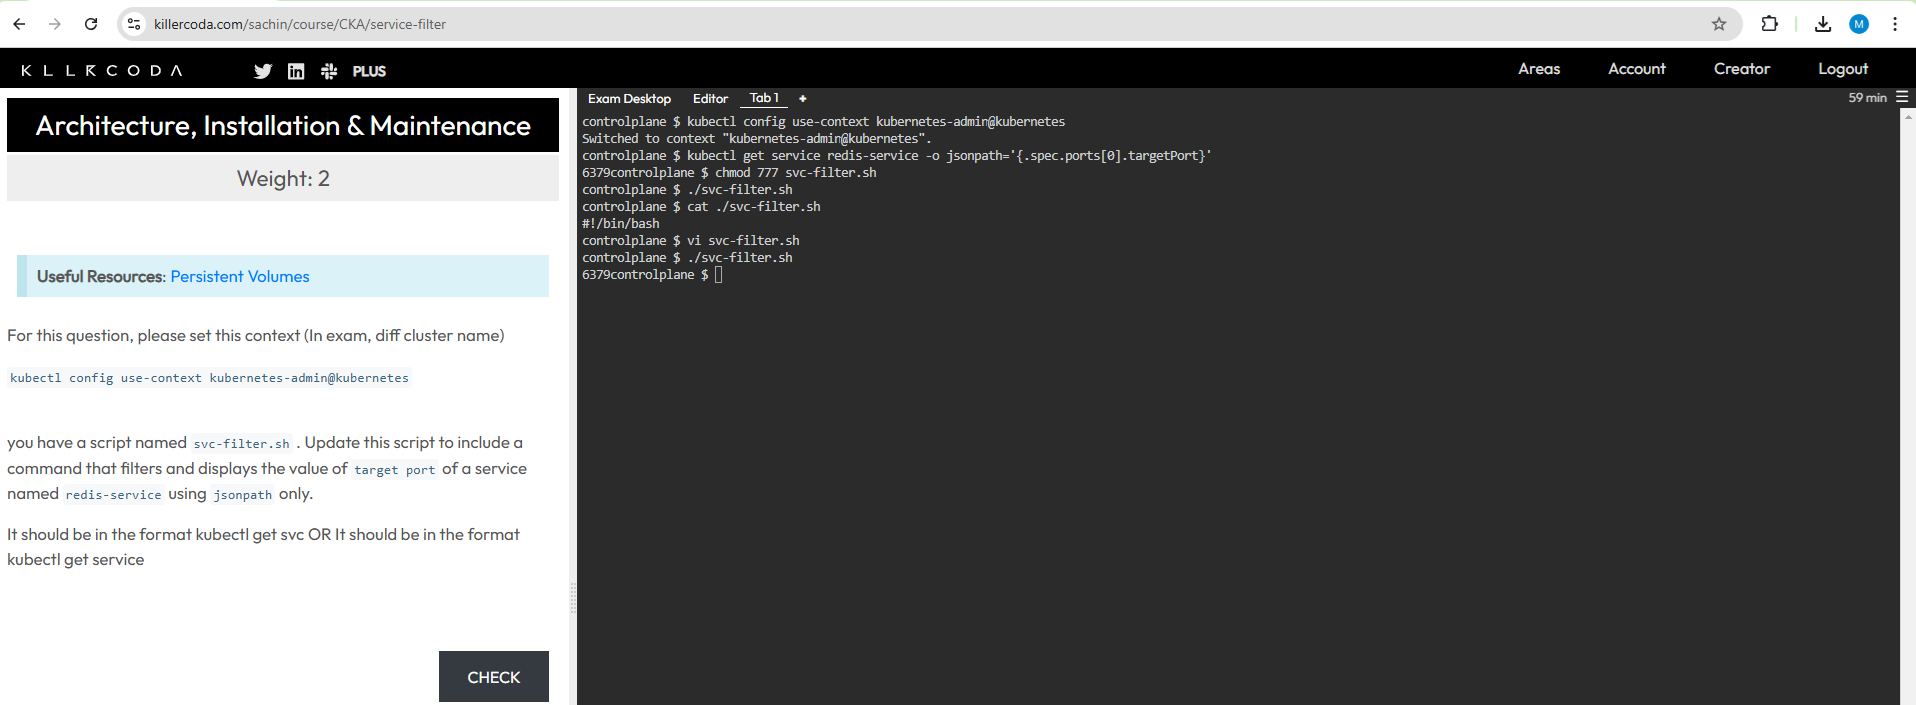 killercoda.com/sachin/course/CKA/service-filter
M
KLLRCODA
PLUS
Areas
Account
Creator
Logout
Architecture, Installation & Maintenance
Weight: 2
Useful Resources: Persistent Volumes
For this question, please set this context (In exam, diff cluster name)
kubectl config use-context kubernetes-admin@kubernetes
you have a script named svc-filter.sh . Update this script to include a
command that filters and displays the value of target port of a service
named redis-service using jsonpath only.
It should be in the format kubectl get svc OR It should be in the format
kubectl get service
CHECK
Exam Desktop
Editor
Tab 1
+
59 min
controlplane $ kubectl config use-context kubernetes-admin@kubernetes
Switched to context "kubernetes-admin@kubernetes".
controlplane $ kubectl get service redis-service -o jsonpath='{.spec.ports[0].targetPort}'
6379controlplane $ chmod 777 svc-filter.sh
controlplane $ ./svc-filter.sh
controlplane $ cat ./svc-filter.sh
#!/bin/bash
controlplane $ vi svc-filter.sh
controlplane $ ./svc-filter.sh
6379controlplane $